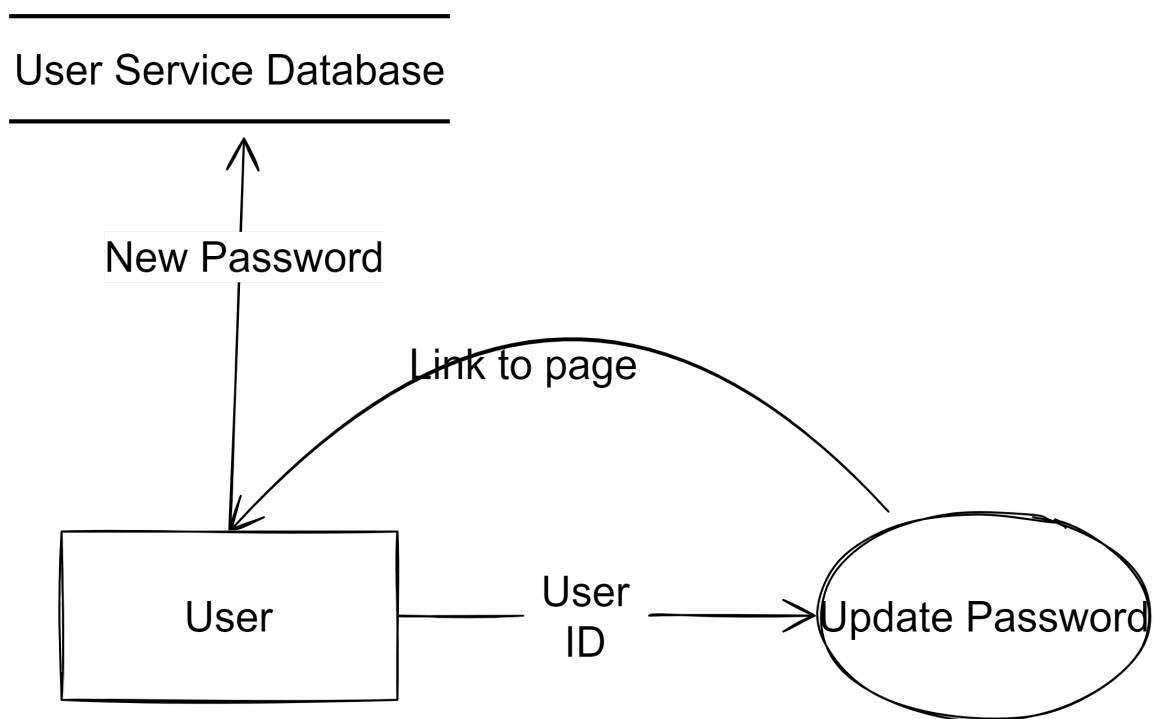 User Service Database
New Password
Link to page
User
User
ID
Update Password